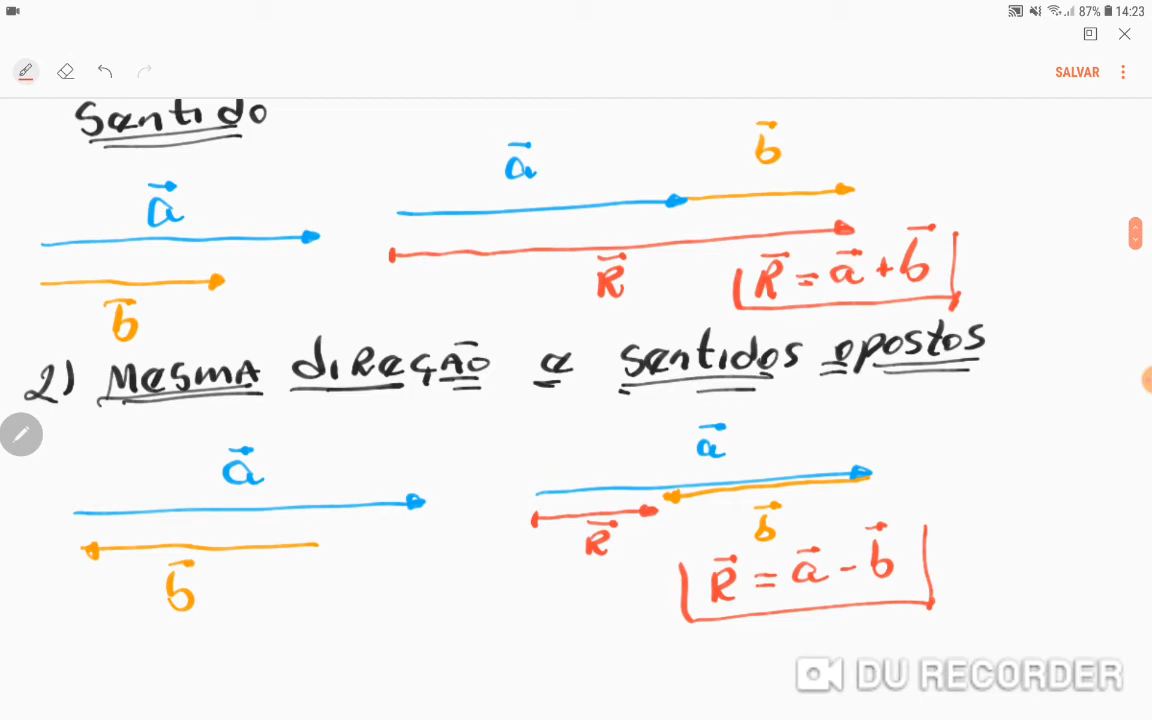 87% 14:23
SALVAR
Sentido
a⃗ b⃗
a⃗
R⃗ R⃗ = a⃗ + b⃗
b⃗
2) MesmA diReçÃO e sentidos opostos
a⃗ a⃗
R⃗ b⃗
b⃗ R⃗ = a⃗ - b⃗
DU RECORDER